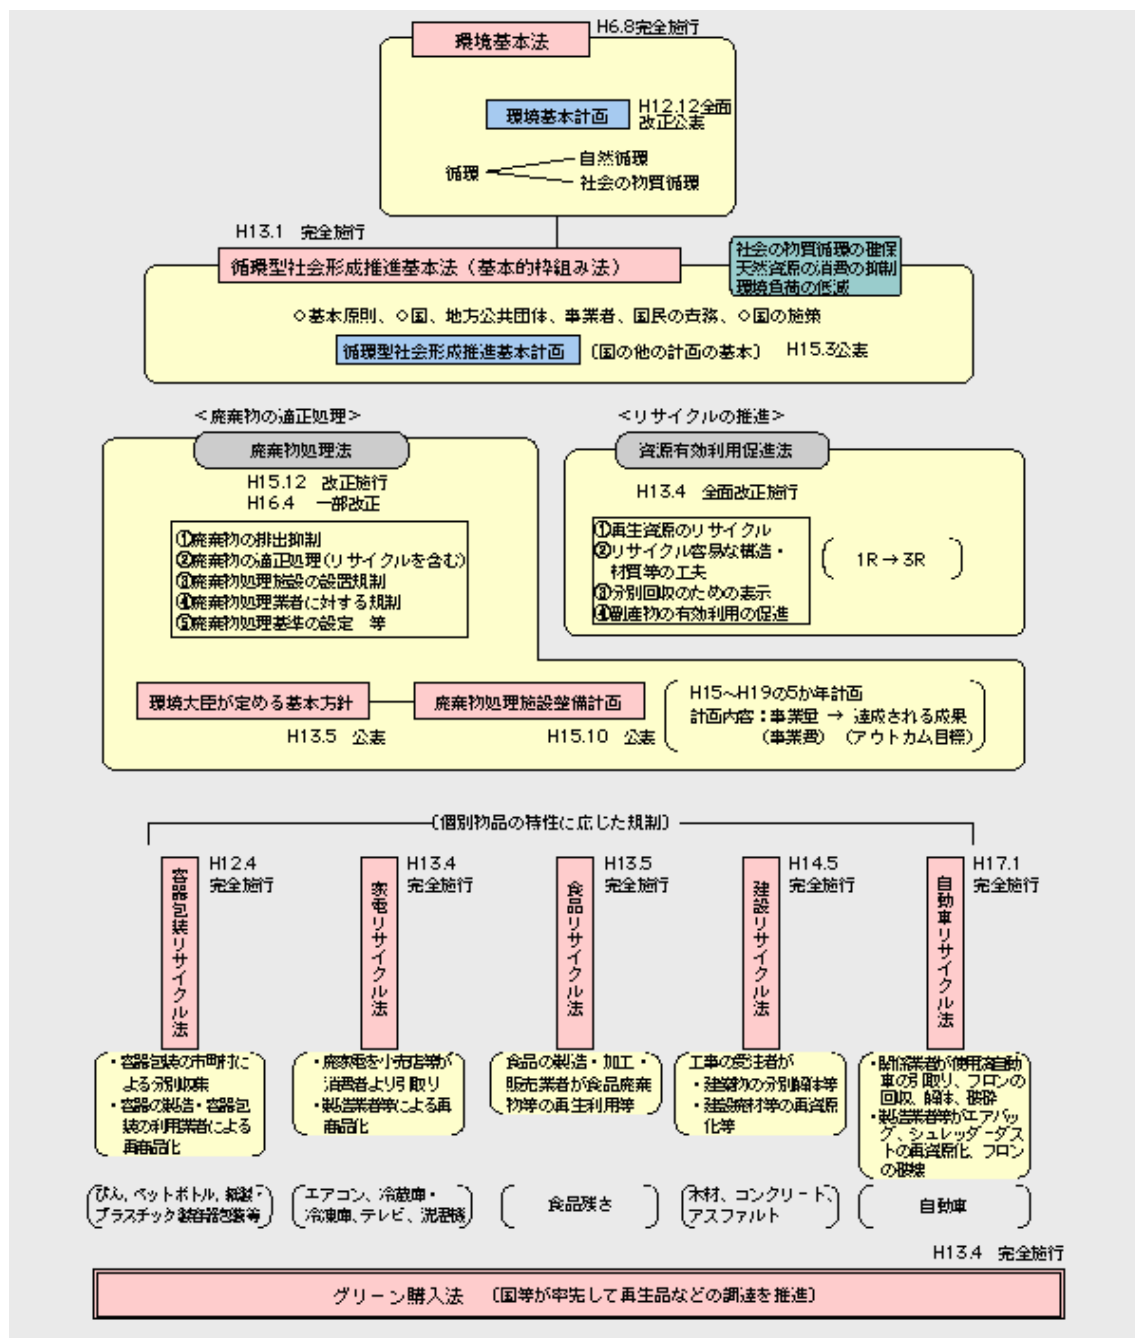 環境基本法
H6.8完全施行
環境基本計画
H12.12全面
改正公表
循環
自然循環
社会の物質循環
H13.1 完全施行
循環型社会形成推進基本法（基本的枠組み法）
社会の物質循環の確保
天然資源の消費の抑制
環境負荷の低減
○基本原則、○国、地方公共団体、事業者、国民の責務、○国の施策
循環型社会形成推進基本計画
〔国の他の計画の基本〕 H15.3公表
＜廃棄物の適正処理＞
廃棄物処理法
H15.12 改正施行
H16.4 一部改正
①廃棄物の排出抑制
②廃棄物の適正処理(リサイクルを含む)
③廃棄物処理施設の設置規制
④廃棄物処理業者に対する規制
⑤廃棄物処理基準の設定 等
＜リサイクルの推進＞
資源有効利用促進法
H13.4 全面改正施行
①再生資源のリサイクル
②リサイクル容易な構造・
材質等の工夫
③分別回収のための表示
④副産物の有効利用の促進
1R→3R
環境大臣が定める基本方針
H13.5 公表
廃棄物処理施設整備計画
H15.10 公表
H15～H19の5か年計画
計画内容：事業量 → 達成される成果
（事業費）（アウトカム目標）
〔個別物品の特性に応じた規制〕
容器包装リサイクル法
H12.4
完全施行
・容器包装の市町村に
よる分別収集
・容器の製造・容器包
装の利用業者による
再商品化
びん、ペットボトル、紙製・
プラスチック製容器包装等
家電リサイクル法
H13.4
完全施行
・廃家電を小売店等が
消費者より引取り
・製造業者等による再
商品化
エアコン、冷蔵庫・
冷凍庫、テレビ、洗濯機
食品リサイクル法
H13.5
完全施行
食品の製造・加工・
販売業者が食品廃棄
物等の再生利用等
食品残さ
建設リサイクル法
H14.5
完全施行
工事の受注者が
・建築物の分別解体等
・建設廃材等の再資源
化等
木材、コンクリート、
アスファルト
自動車リサイクル法
H17.1
完全施行
・関係業者が使用済自動
車の引取り、フロンの
回収、解体、破砕
・製造業者等がエアバッ
グ、シュレッダーダス
トの再資源化、フロン
の破壊
自動車
H13.4 完全施行
グリーン購入法 〔国等が率先して再生品などの調達を推進〕